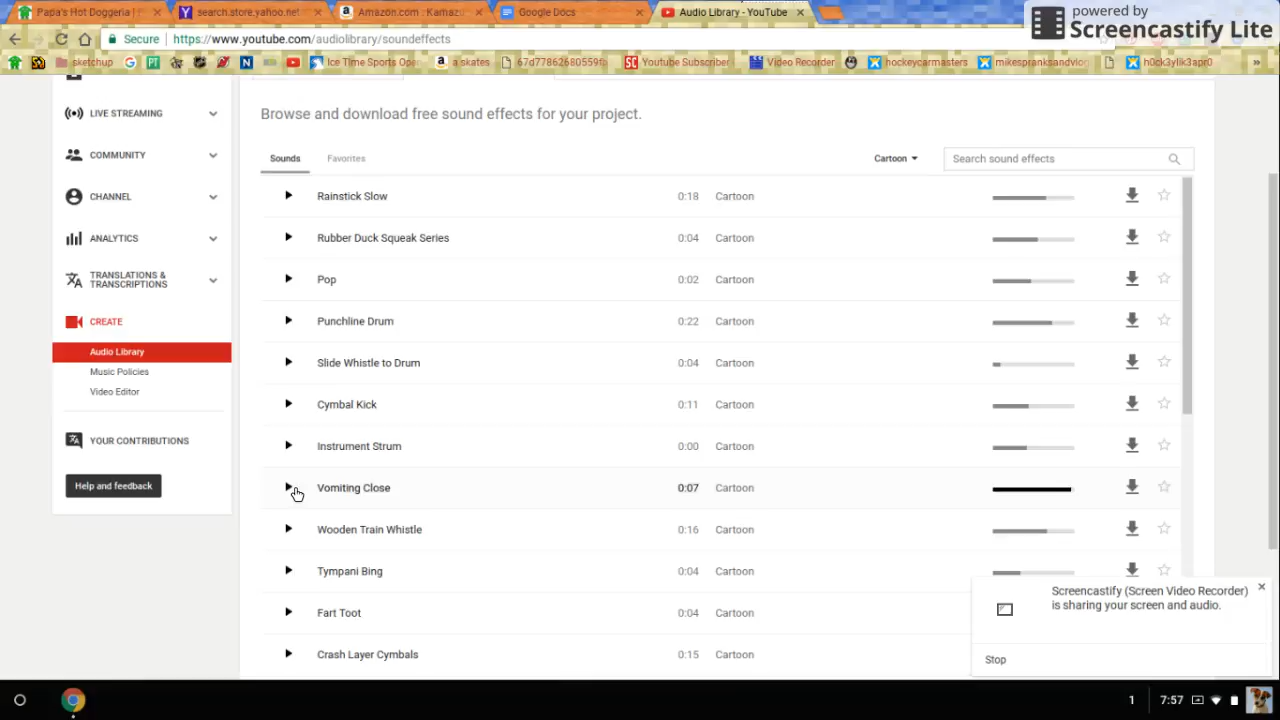 Papa's Hot Doggeria | F
search.store.yahoo.net
Amazon.com : Kamazu
Google Docs
Audio Library - YouTube
powered by
Screencastify Lite
Secure
https://www.youtube.com/audiolibrary/soundeffects
sketchup
Ice Time Sports Ope
a skates
67d77862680559f
Youtube Subscriber
Video Recorder
hockeycarmasters
mikespranksandvlog
h0ck3ylik3apr0
LIVE STREAMING
COMMUNITY
CHANNEL
ANALYTICS
TRANSLATIONS &
TRANSCRIPTIONS
CREATE
Audio Library
Music Policies
Video Editor
YOUR CONTRIBUTIONS
Help and feedback
Browse and download free sound effects for your project.
Sounds Favorites Cartoon Search sound effects
Rainstick Slow 0:18 Cartoon
Rubber Duck Squeak Series 0:04 Cartoon
Pop 0:02 Cartoon
Punchline Drum 0:22 Cartoon
Slide Whistle to Drum 0:04 Cartoon
Cymbal Kick 0:11 Cartoon
Instrument Strum 0:00 Cartoon
Vomiting Close 0:07 Cartoon
Wooden Train Whistle 0:16 Cartoon
Tympani Bing 0:04 Cartoon
Fart Toot 0:04 Cartoon
Crash Layer Cymbals 0:15 Cartoon
Screencastify (Screen Video Recorder)
is sharing your screen and audio.
Stop
1 7:57